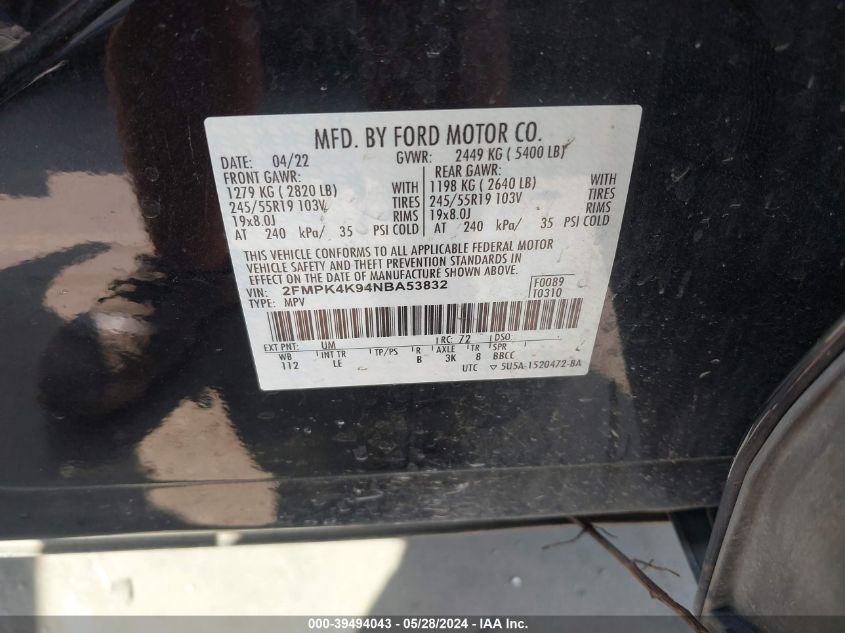 MFD. BY FORD MOTOR CO.
DATE: 04/22 GVWR: 2449 KG ( 5400 LB)
FRONT GAWR: REAR GAWR:
1279 KG ( 2820 LB) WITH 1198 KG ( 2640 LB) WITH
245/55R19 103V TIRES 245/55R19 103V TIRES
19x8.0J RIMS 19x8.0J RIMS
AT 240 kPa/ 35 PSI COLD AT 240 kPa/ 35 PSI COLD
THIS VEHICLE CONFORMS TO ALL APPLICABLE FEDERAL MOTOR
VEHICLE SAFETY AND THEFT PREVENTION STANDARDS IN
EFFECT ON THE DATE OF MANUFACTURE SHOWN ABOVE.
VIN: 2FMPK4K94NBA53832 F0089
TYPE: MPV T0310
EXT PNT: UM RC: 72 DSO:
WB INT TR TP/PS R AXLE TR SPR
112 LE B 3K 8 BBCC
UTC ▽ 5U5A-1520472-BA
000-39494043 - 05/28/2024 - IAA Inc.